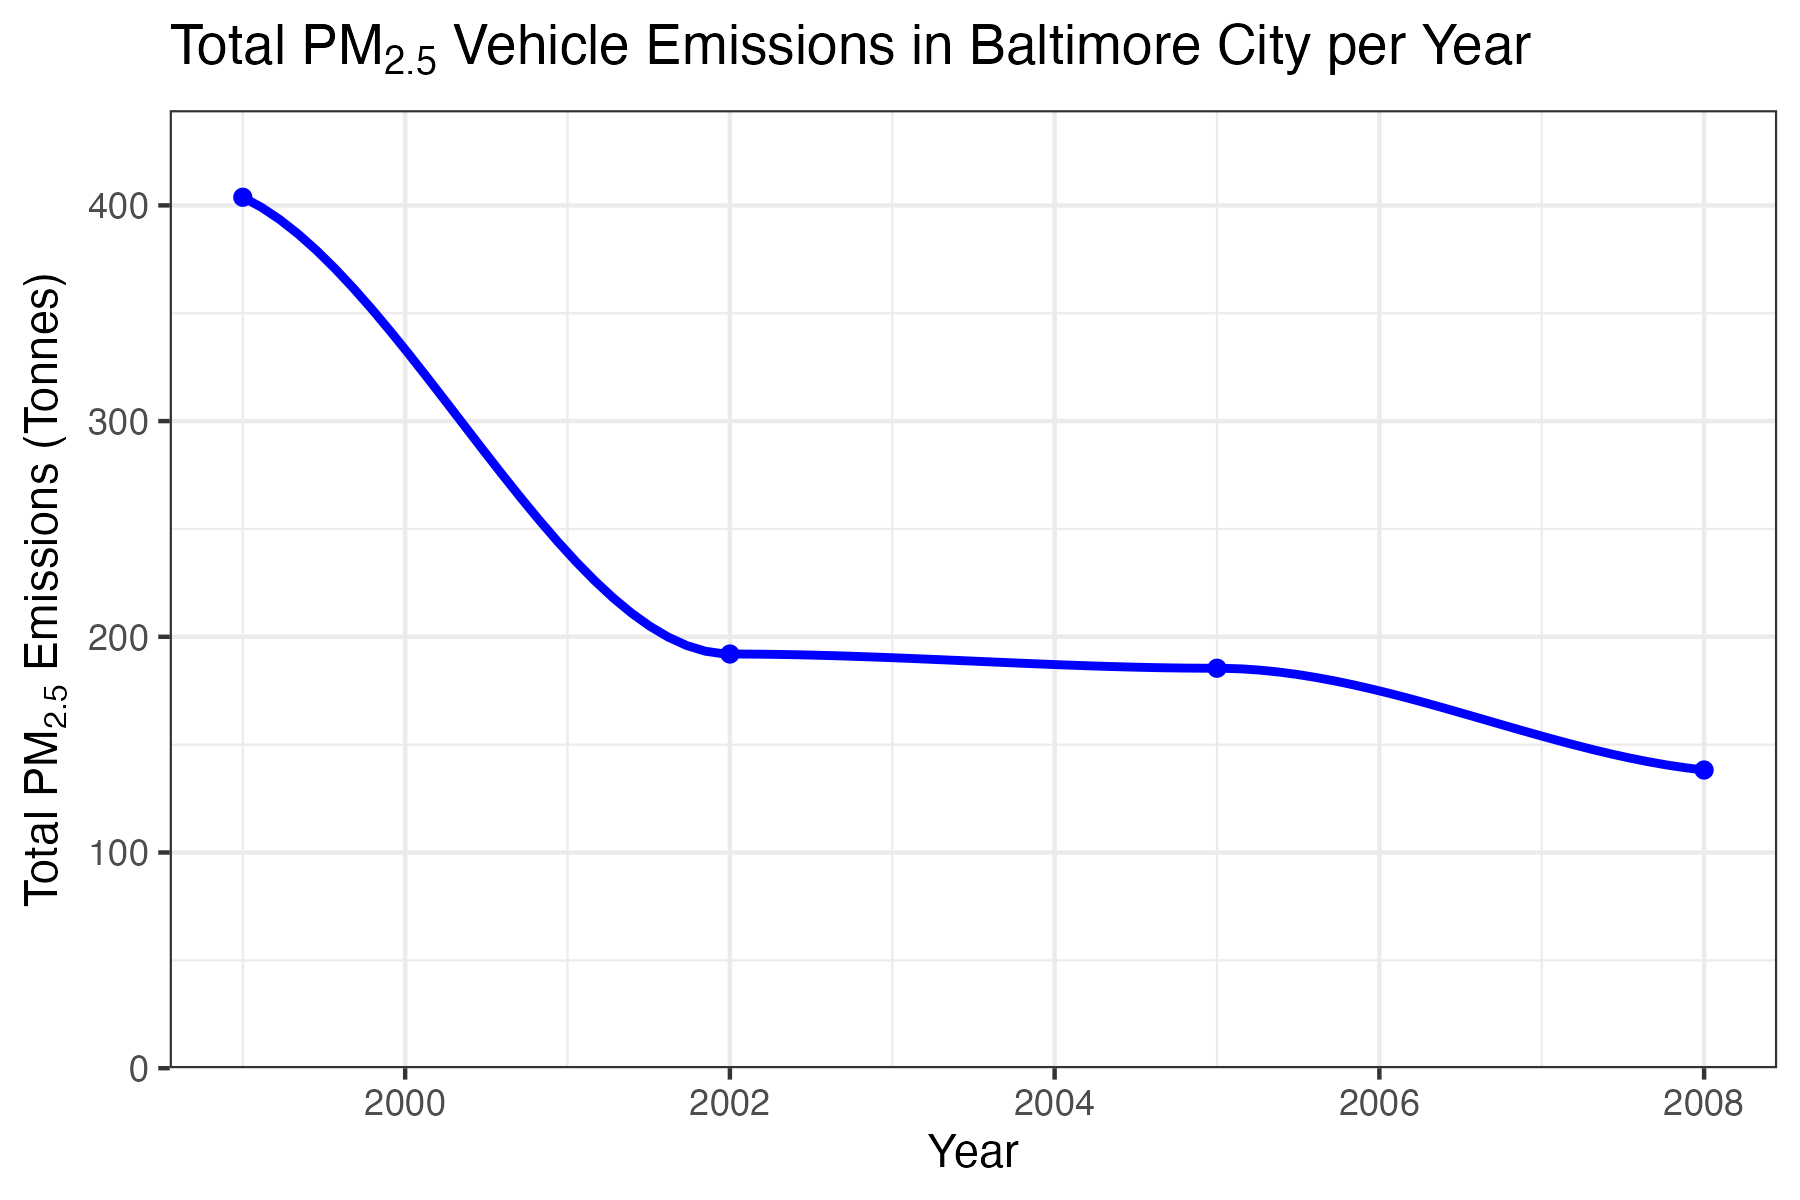 Total PM2.5 Vehicle Emissions in Baltimore City per Year
Total PM2.5 Emissions (Tonnes)
400
300
200
100
0
2000 2002 2004 2006 2008
Year